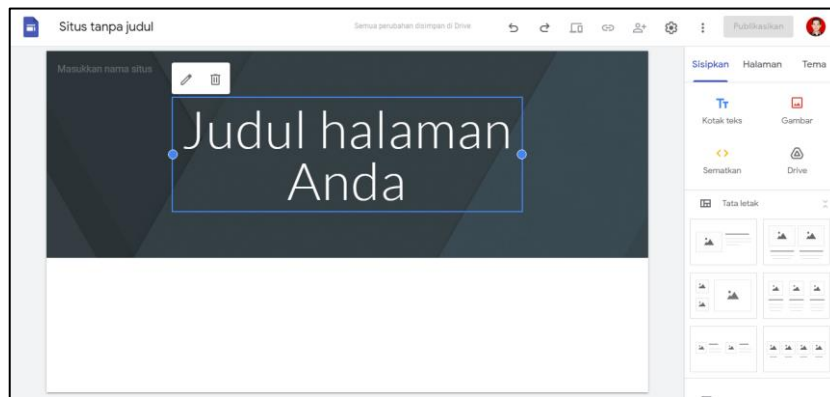 Situs tanpa judul
Semua perubahan disimpan di Drive
Publikasikan
Masukkan nama situs
Judul halaman
Anda
Sisipkan Halaman Tema
Kotak teks Gambar
Sematkan Drive
Tata letak